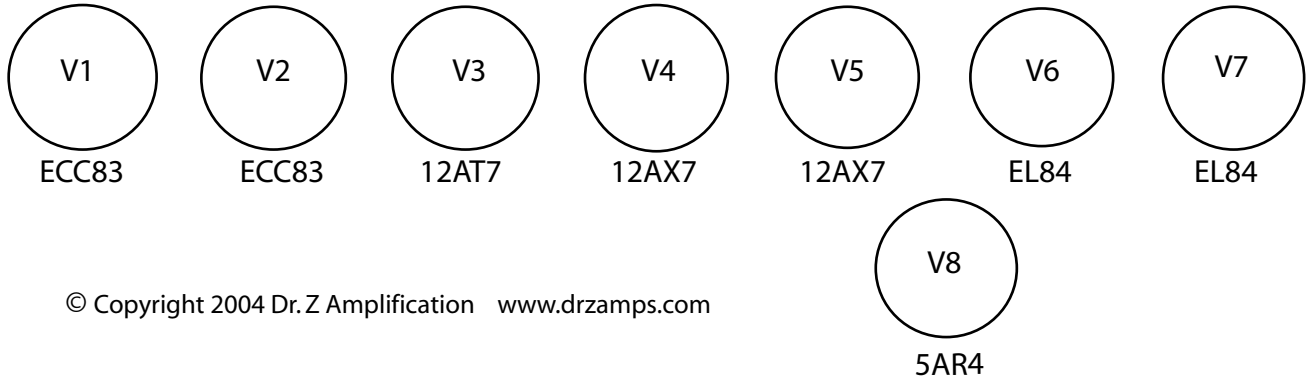 V1 V2 V3 V4 V5 V6 V7
ECC83 ECC83 12AT7 12AX7 12AX7 EL84 EL84
V8
© Copyright 2004 Dr. Z Amplification www.drzamps.com
5AR4